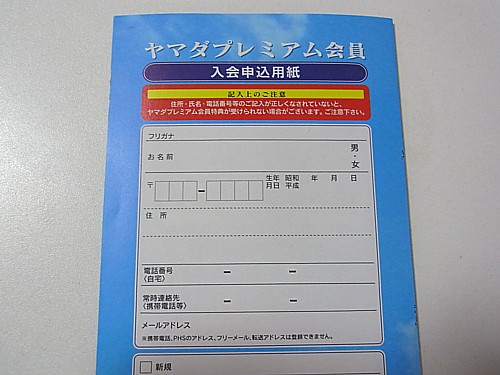 ヤマダプレミアム会員
入会申込用紙
記入上のご注意
住所・氏名・電話番号等のご記入が正しくなされていないと、
ヤマダプレミアム会員特典が受けられない場合がございます。ご注意下さい。
フリガナ
お名前
男・女
〒 －
生年月日 昭和 平成 年 月 日
住所
電話番号 － －
〈自宅〉
常時連絡先 － －
〈携帯電話等〉
メールアドレス
※携帯電話、PHSのアドレス、フリーメール、転送アドレスは登録できません。
新規